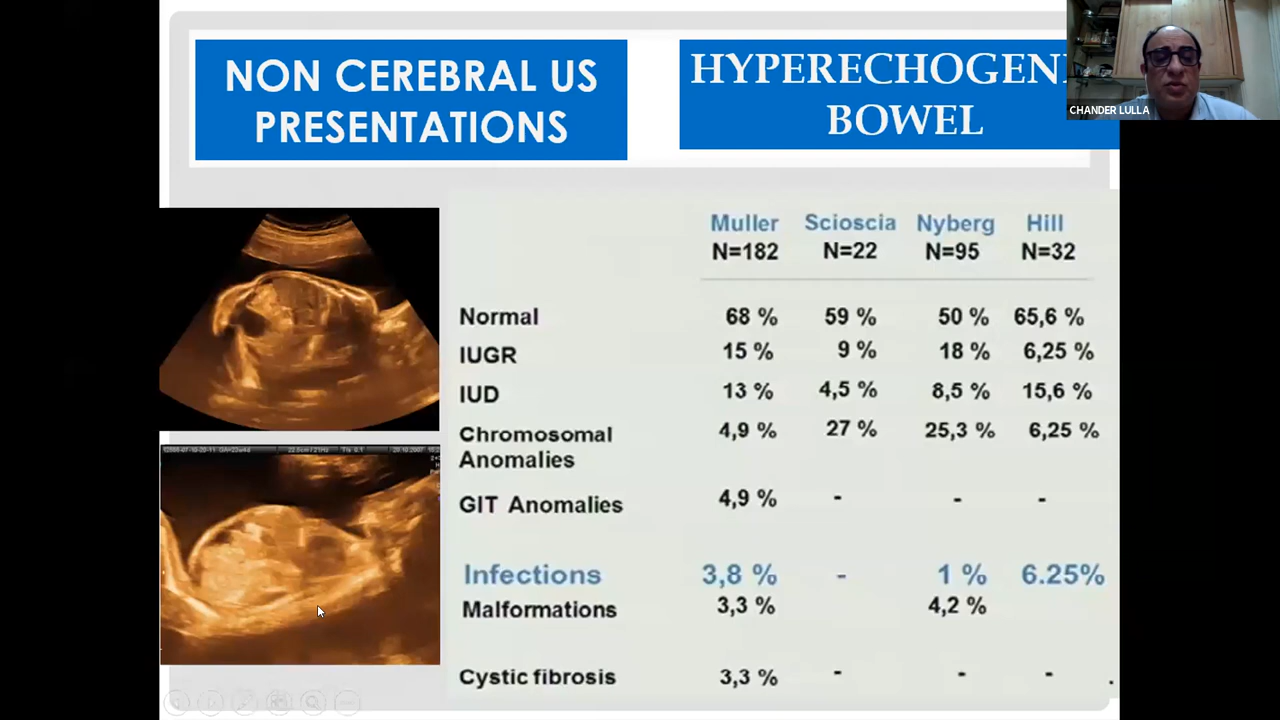 NON CEREBRAL US
PRESENTATIONS
HYPERECHOGEN
BOWEL
CHANDER LULLA
Muller Scioscia Nyberg Hill
N=182 N=22 N=95 N=32
Normal 68 % 59 % 50 % 65,6 %
IUGR 15 % 9 % 18 % 6,25 %
IUD 13 % 4,5 % 8,5 % 15,6 %
Chromosomal 4,9 % 27 % 25,3 % 6,25 %
Anomalies
GIT Anomalies 4,9 % - - -
Infections 3,8 % - 1 % 6.25%
Malformations 3,3 % 4,2 %
Cystic fibrosis 3,3 % - - - .